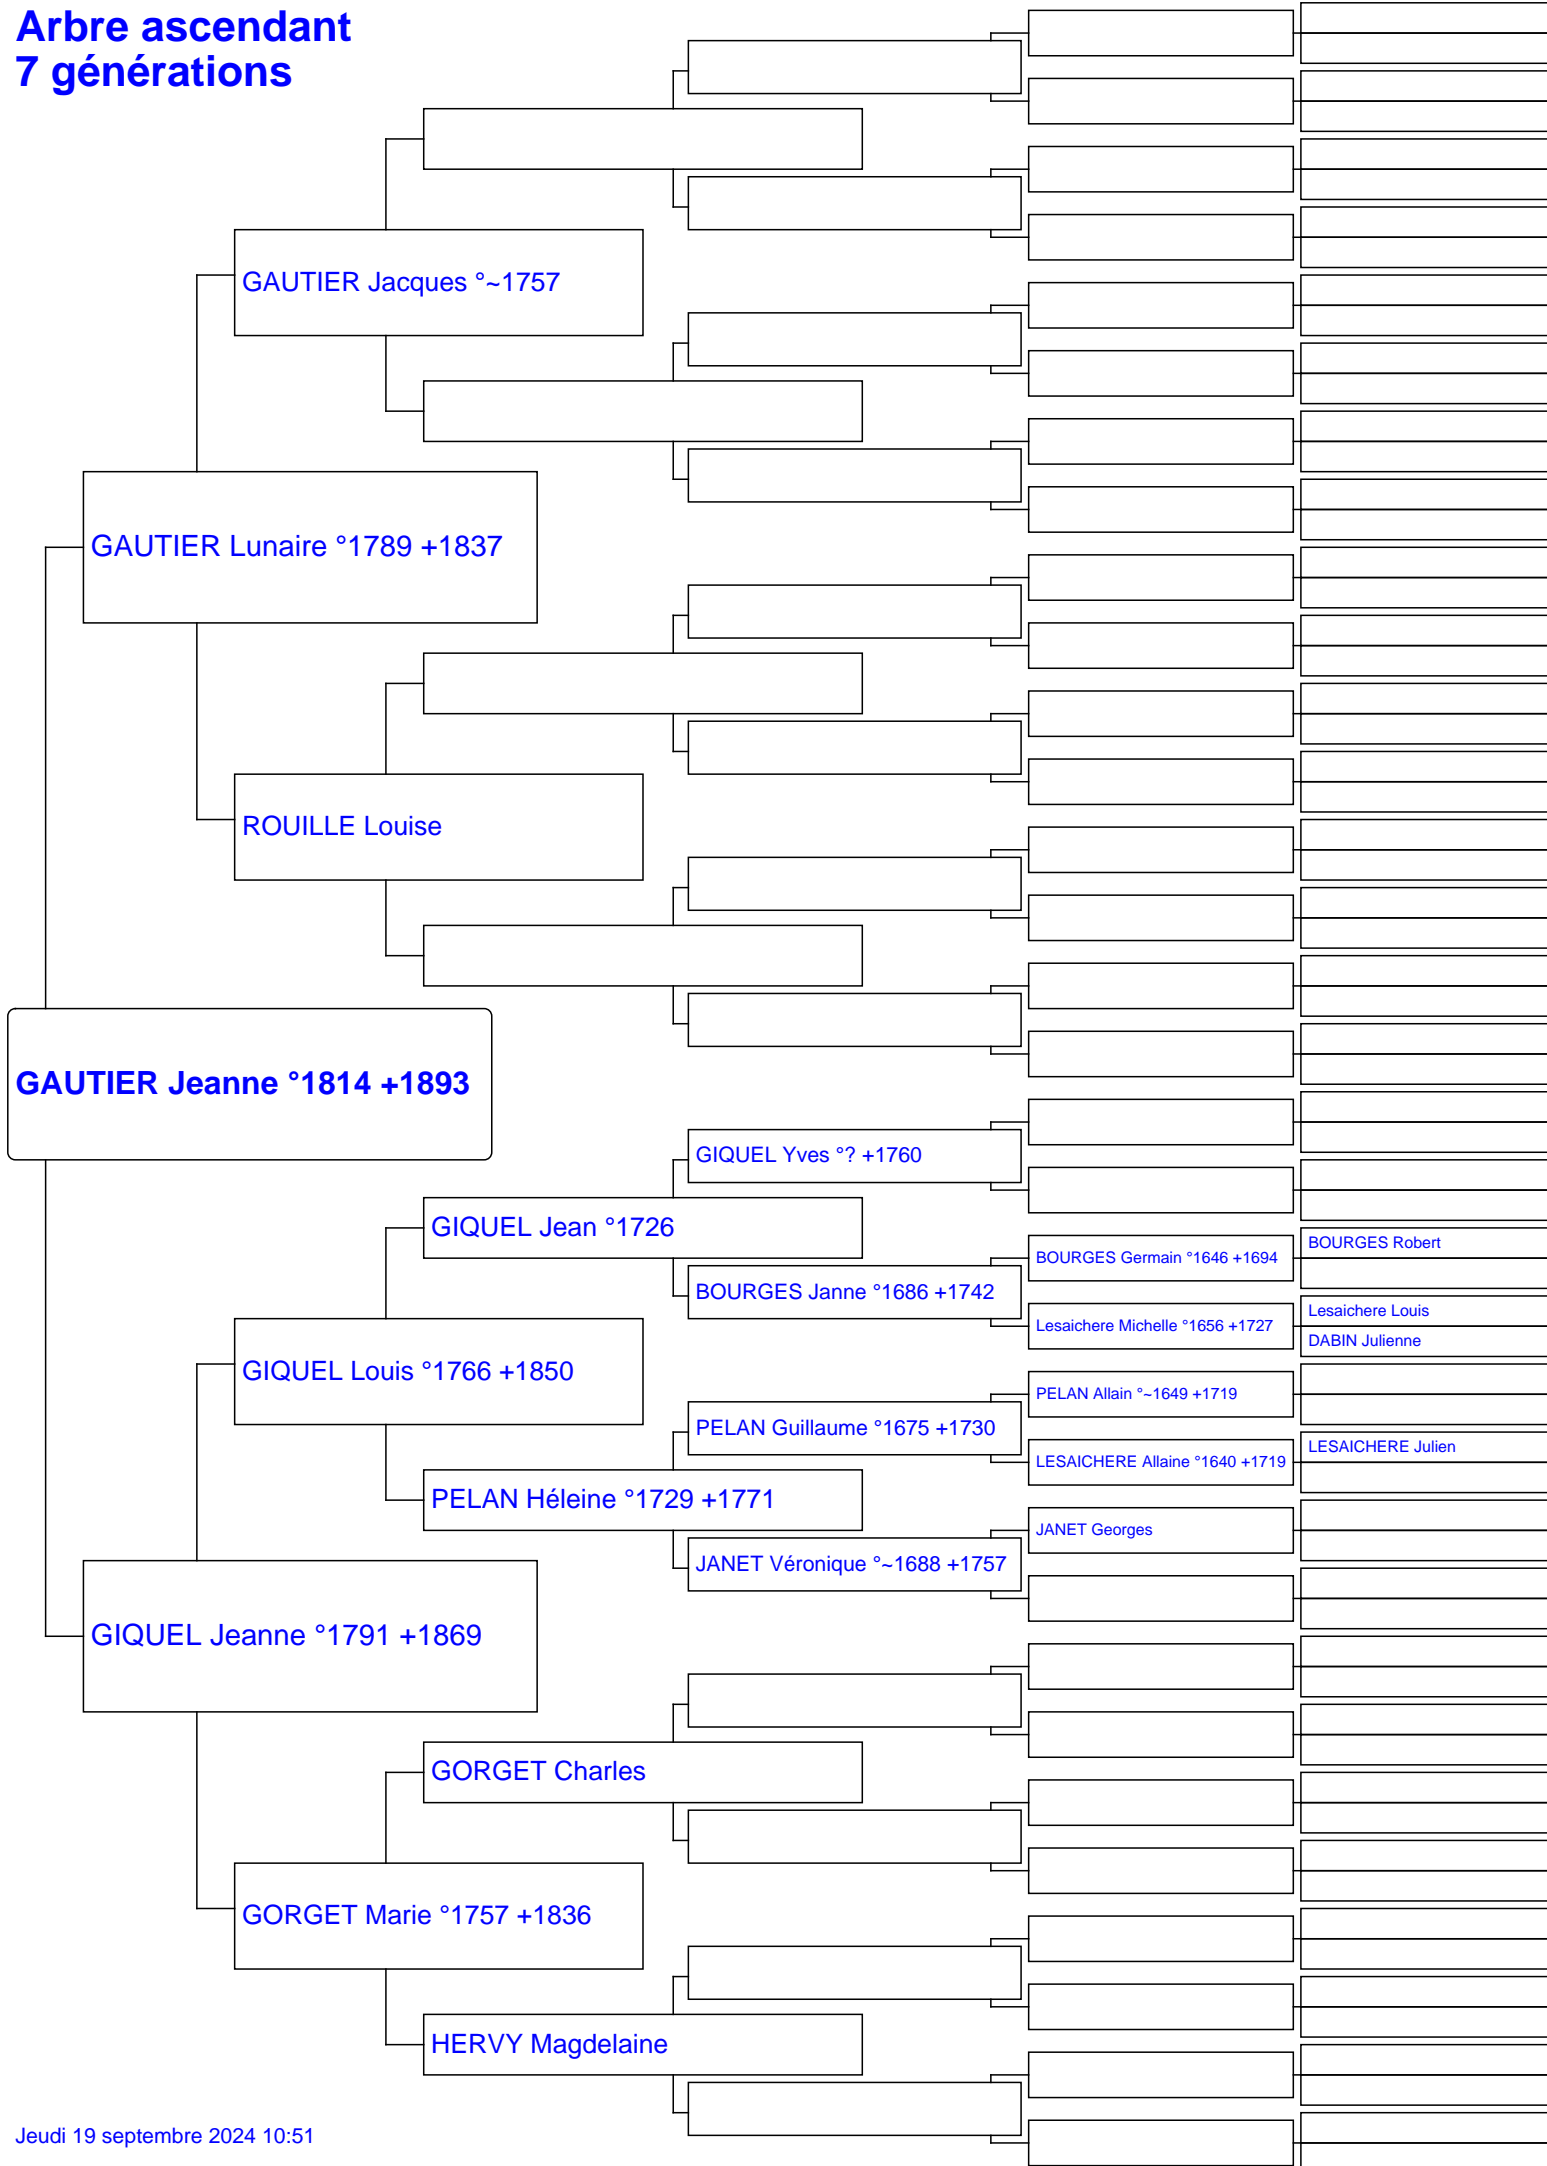 Arbre ascendant
7 générations
GAUTIER Jacques °~1757
GAUTIER Lunaire °1789 +1837
ROUILLE Louise
GAUTIER Jeanne °1814 +1893
GIQUEL Yves °? +1760
GIQUEL Jean °1726
BOURGES Robert
BOURGES Germain °1646 +1694
BOURGES Janne °1686 +1742
Lesaichere Louis
Lesaichere Michelle °1656 +1727
DABIN Julienne
GIQUEL Louis °1766 +1850
PELAN Allain °~1649 +1719
PELAN Guillaume °1675 +1730
LESAICHERE Julien
LESAICHERE Allaine °1640 +1719
PELAN Héleine °1729 +1771
JANET Georges
JANET Véronique °~1688 +1757
GIQUEL Jeanne °1791 +1869
GORGET Charles
GORGET Marie °1757 +1836
HERVY Magdelaine
Jeudi 19 septembre 2024 10:51